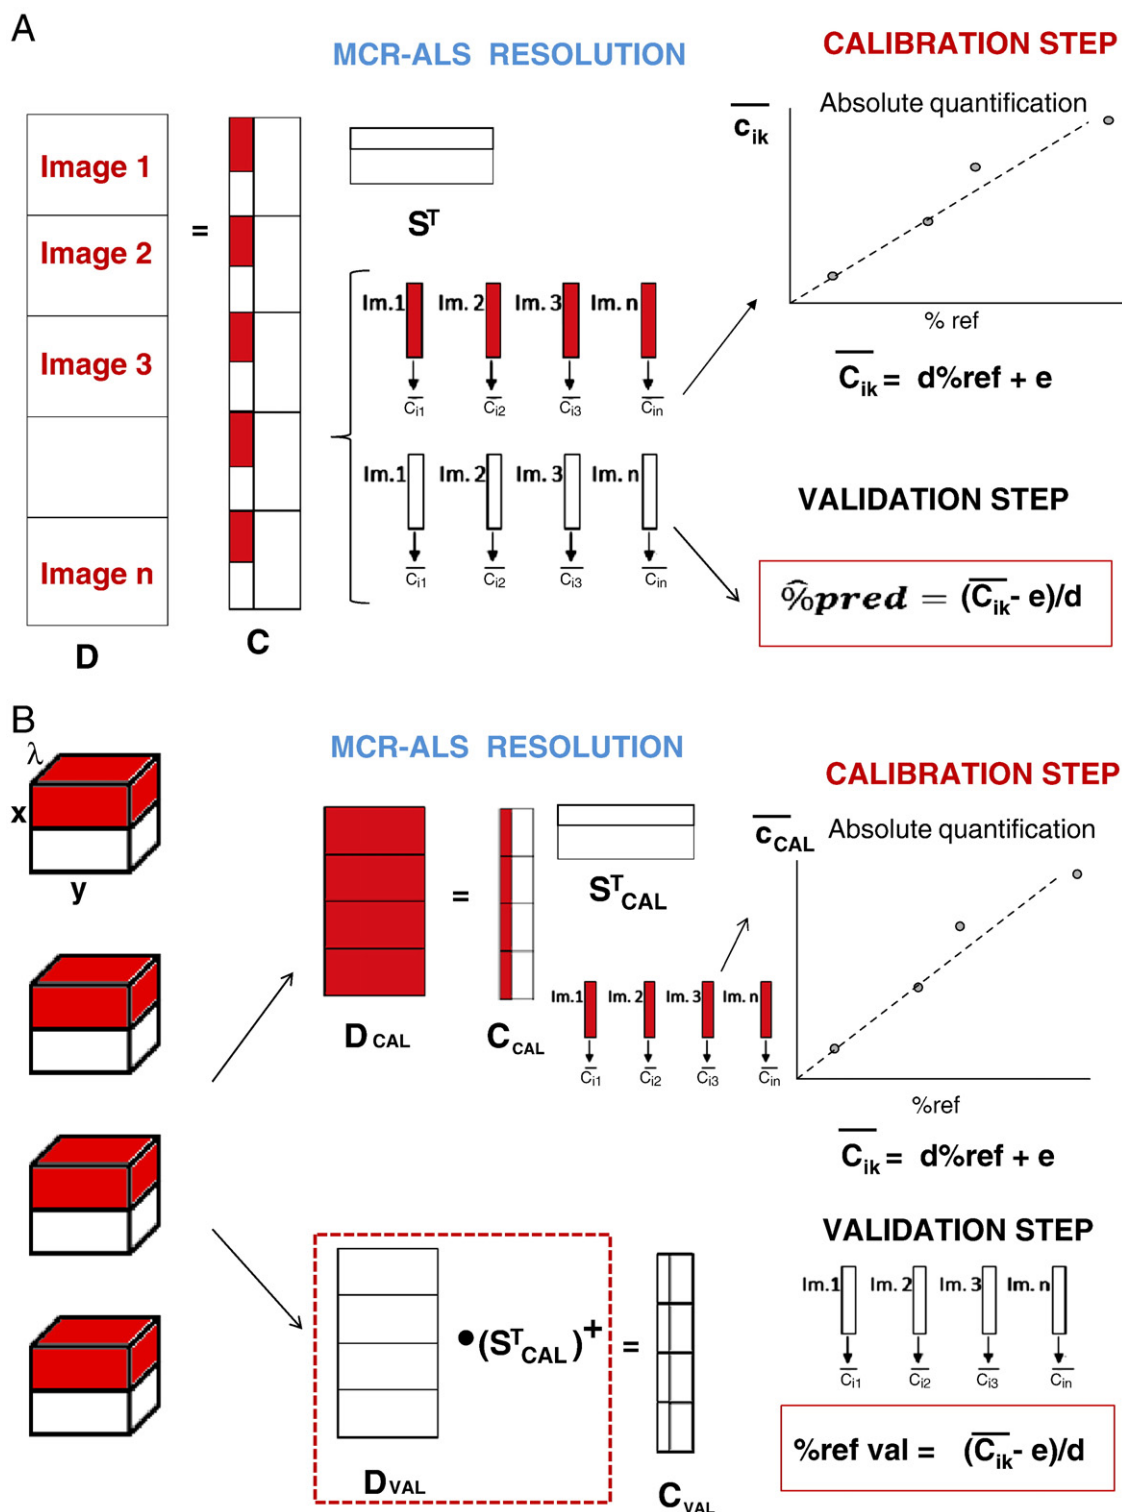 A
MCR-ALS RESOLUTION
CALIBRATION STEP
Absolute quantification
c̅ik
Image 1
Image 2
Image 3
Image n
D
=
C
Sᵀ
Im.1 Im. 2 Im. 3 Im. n
C̅i1 C̅i2 C̅i3 C̅in
Im.1 Im. 2 Im. 3 Im. n
C̅i1 C̅i2 C̅i3 C̅in
% ref
C̅ik = d%ref + e
VALIDATION STEP
%̂pred = (C̅ik - e)/d
B
λ
x
y
MCR-ALS RESOLUTION
CALIBRATION STEP
Absolute quantification
c̅CAL
DCAL
=
CCAL
SᵀCAL
Im.1 Im. 2 Im. 3 Im. n
C̅i1 C̅i2 C̅i3 C̅in
%ref
C̅ik = d%ref + e
DVAL
•(SᵀCAL)⁺ =
CVAL
VALIDATION STEP
Im.1 Im. 2 Im. 3 Im. n
C̅i1 C̅i2 C̅i3 C̅in
%ref val = (C̅ik - e)/d